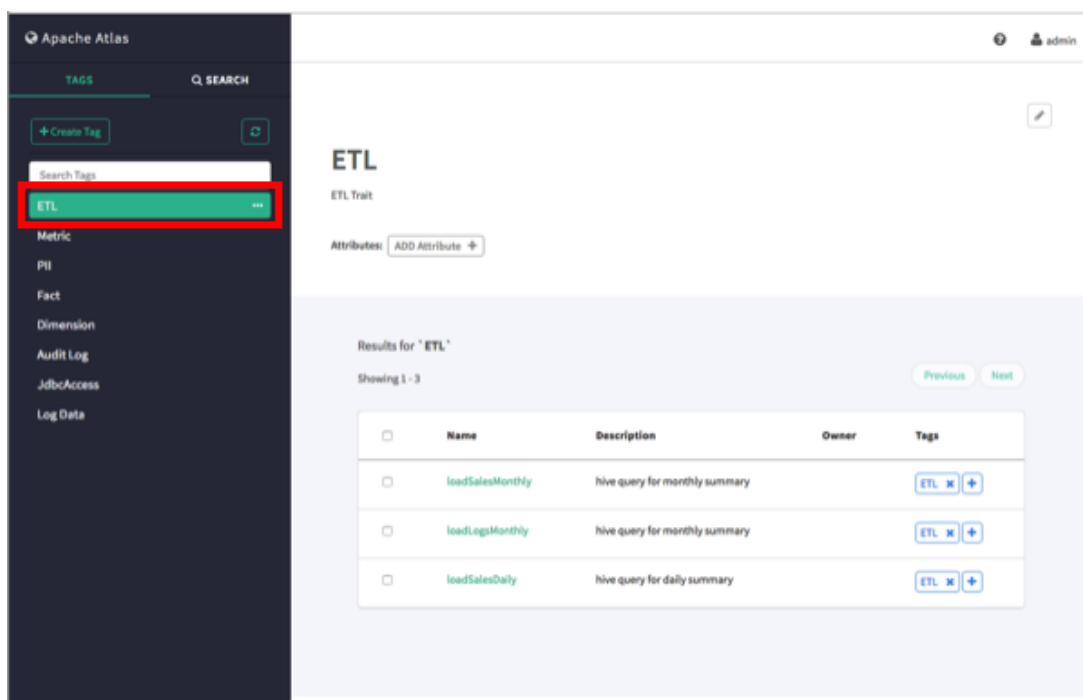 Apache Atlas
admin
TAGS
SEARCH
+ Create Tag
Search Tags
ETL
Metric
PII
Fact
Dimension
Audit Log
JdbcAccess
Log Data
ETL
ETL Trait
Attributes: ADD Attribute +
Results for `ETL`
Showing 1 - 3
Previous Next
Name Description Owner Tags
loadSalesMonthly hive query for monthly summary ETL × +
loadLogsMonthly hive query for monthly summary ETL × +
loadSalesDaily hive query for daily summary ETL × +